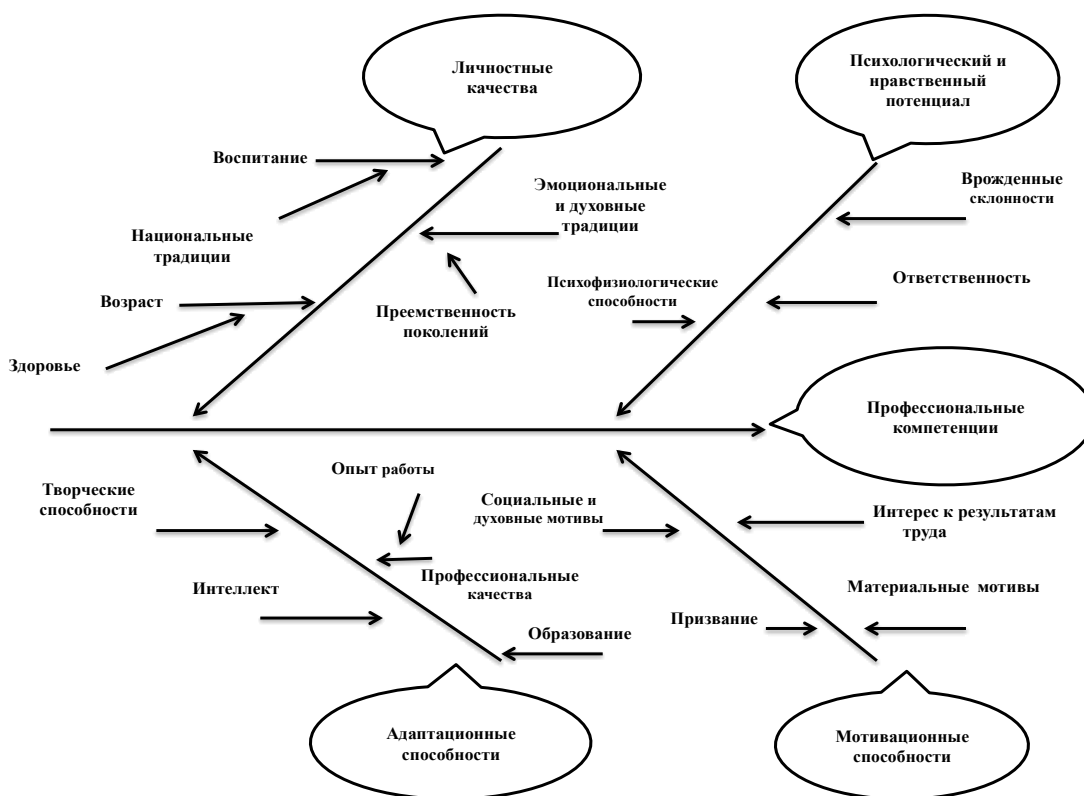 Личностные
качества
Психологический и
нравственный
потенциал
Воспитание
Эмоциональные
и духовные
традиции
Врожденные
склонности
Национальные
традиции
Психофизиологические
способности
Ответственность
Возраст
Преемственность
поколений
Здоровье
Профессиональные
компетенции
Опыт работы
Творческие
способности
Социальные и
духовные мотивы
Интерес к результатам
труда
Интеллект
Профессиональные
качества
Материальные мотивы
Призвание
Образование
Адаптационные
способности
Мотивационные
способности